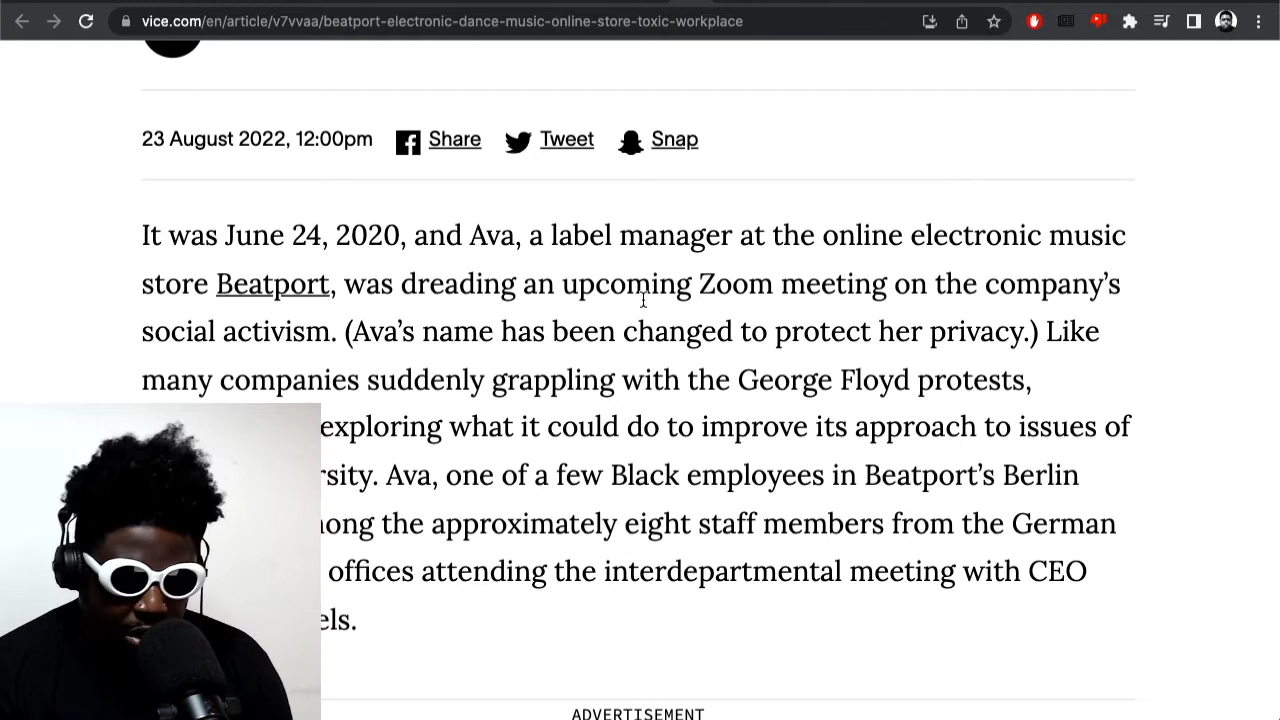 vice.com/en/article/v7vvaa/beatport-electronic-dance-music-online-store-toxic-workplace
23 August 2022, 12:00pm Share Tweet Snap
It was June 24, 2020, and Ava, a label manager at the online electronic music
store Beatport, was dreading an upcoming Zoom meeting on the company’s
social activism. (Ava’s name has been changed to protect her privacy.) Like
many companies suddenly grappling with the George Floyd protests,
exploring what it could do to improve its approach to issues of
rsity. Ava, one of a few Black employees in Beatport’s Berlin
ong the approximately eight staff members from the German
offices attending the interdepartmental meeting with CEO
els.
ADVERTISEMENT